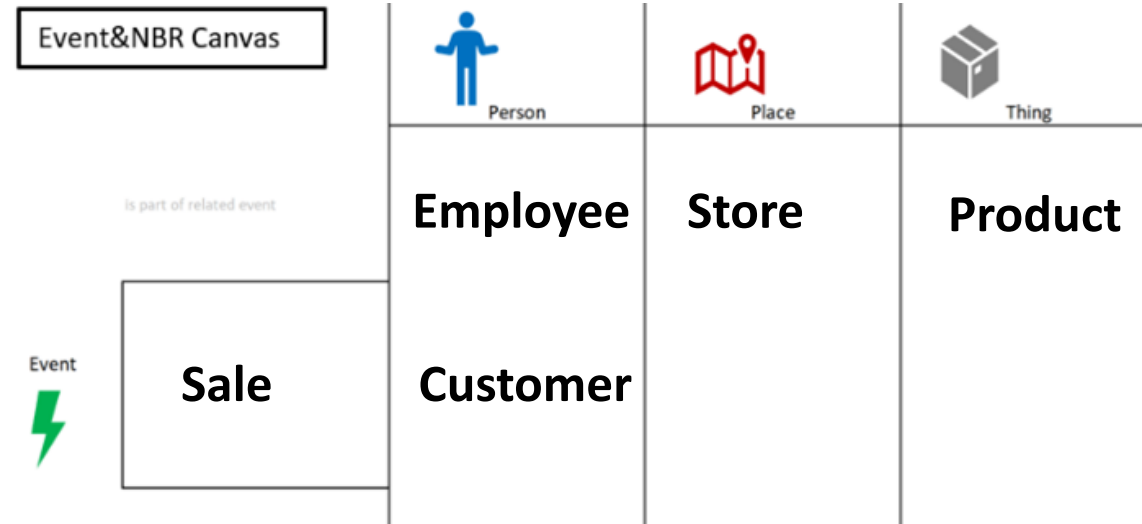 Event&NBR Canvas
Person
Place
Thing
is part of related event
Employee
Store
Product
Event
Sale
Customer